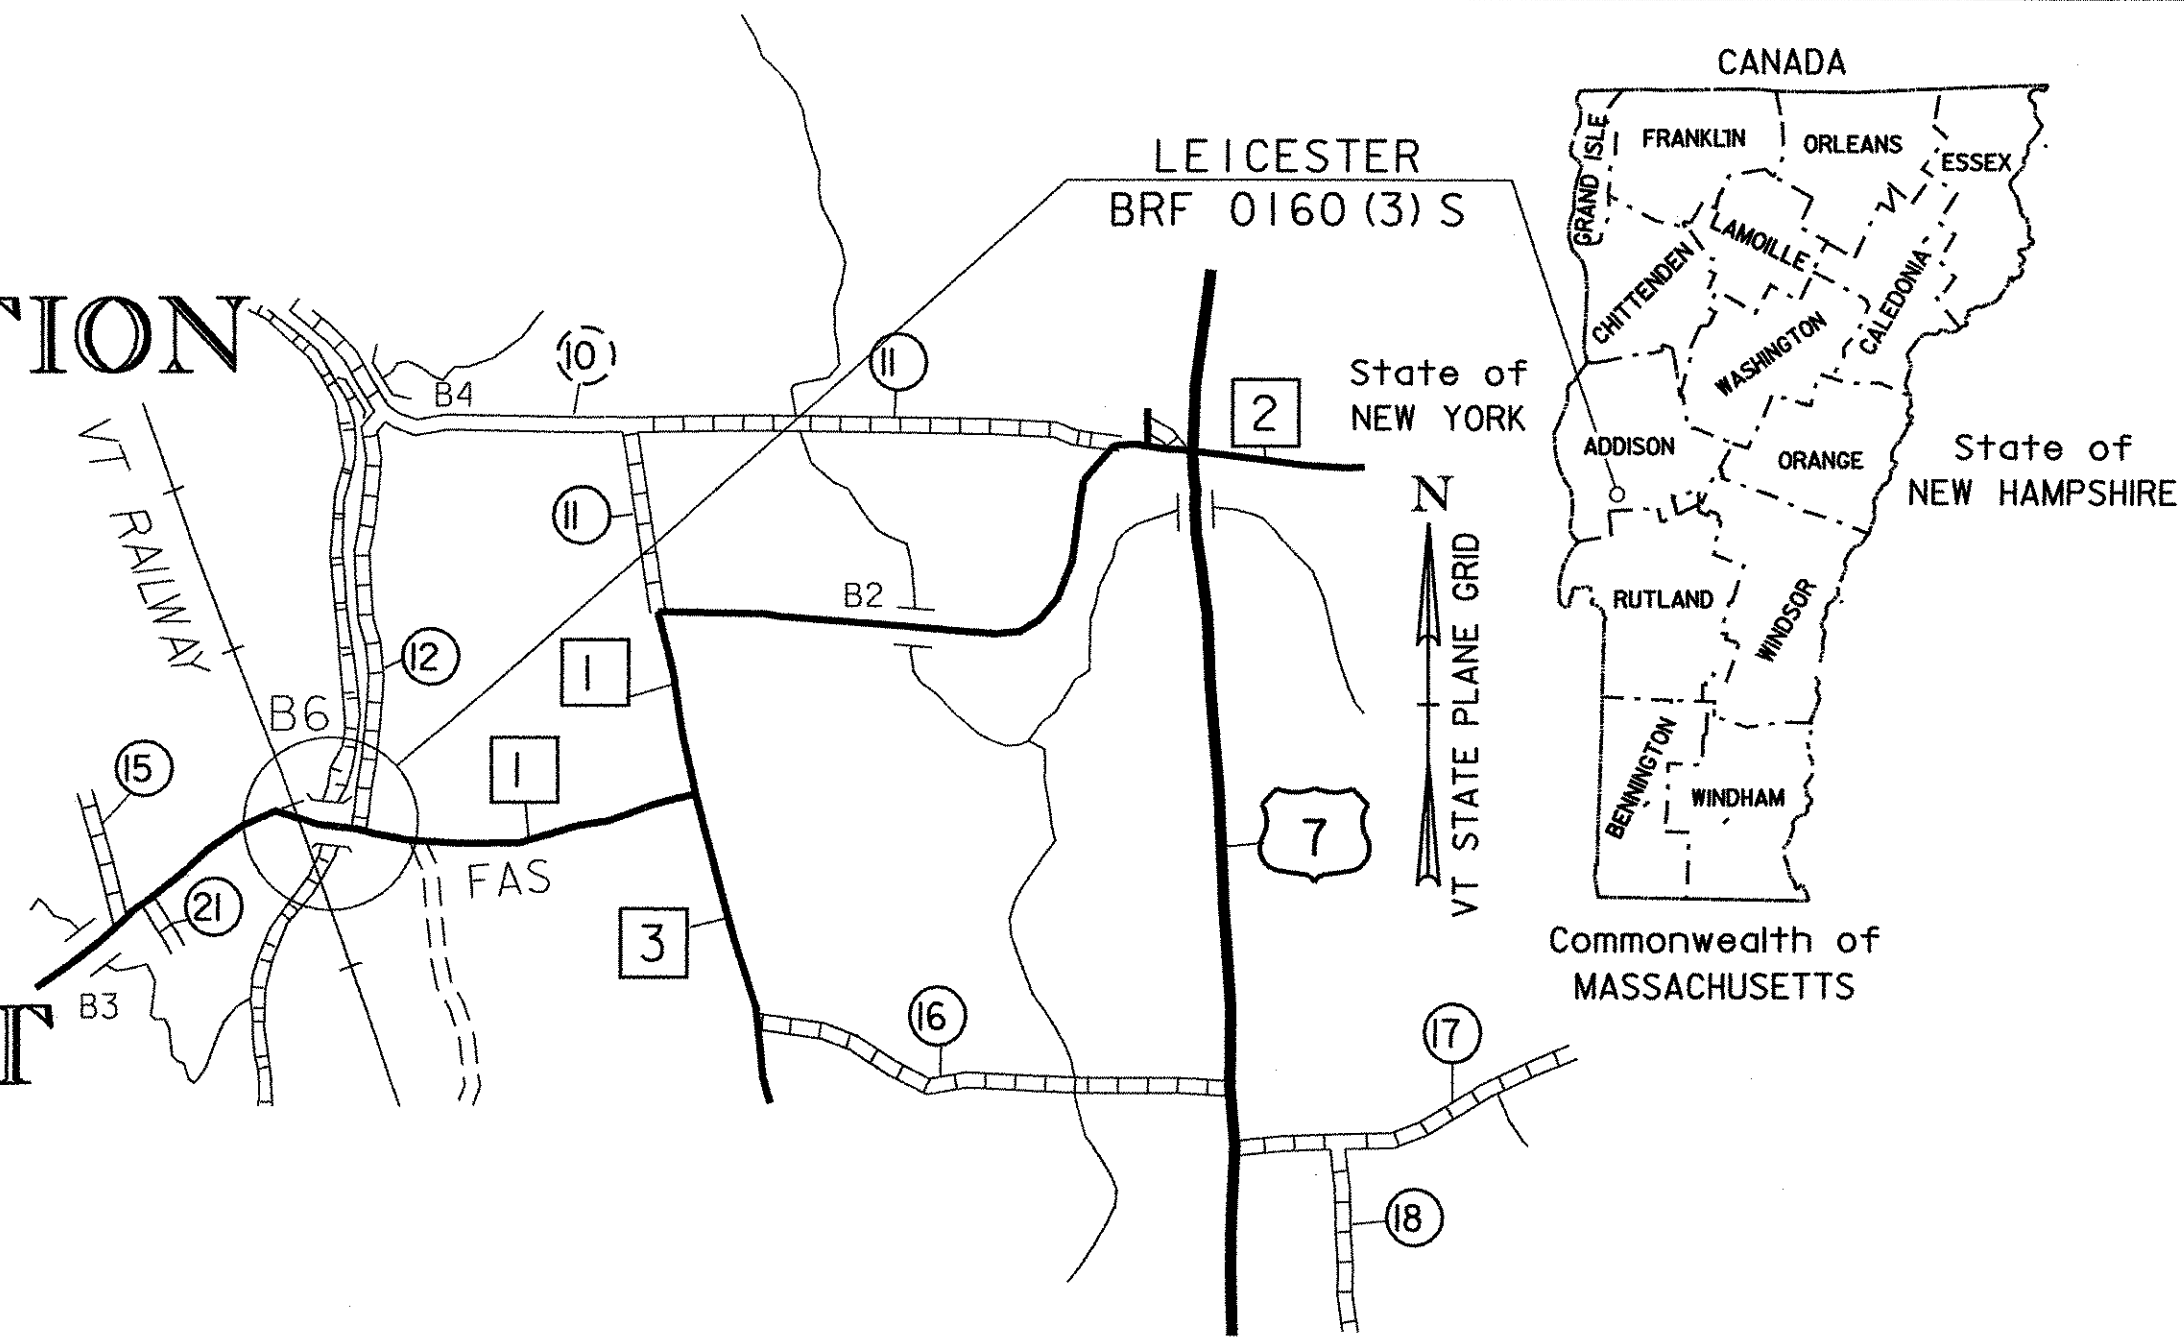 CANADA
LEICESTER
BRF 0160 (3) S
GRAND ISLE
FRANKLIN
ORLEANS
ESSEX
LAMOILLE
CHITTENDEN
CALEDONIA
WASHINGTON
TION
B4
10
11
2
State of
NEW YORK
ADDISON
ORANGE
State of
NEW HAMPSHIRE
VT RAILWAY
11
N
VT STATE PLANE GRID
B2
RUTLAND
WINDSOR
12
1
B6
15
1
7
BENNINGTON
WINDHAM
FAS
21
3
Commonwealth of
MASSACHUSETTS
B3
T
16
17
18